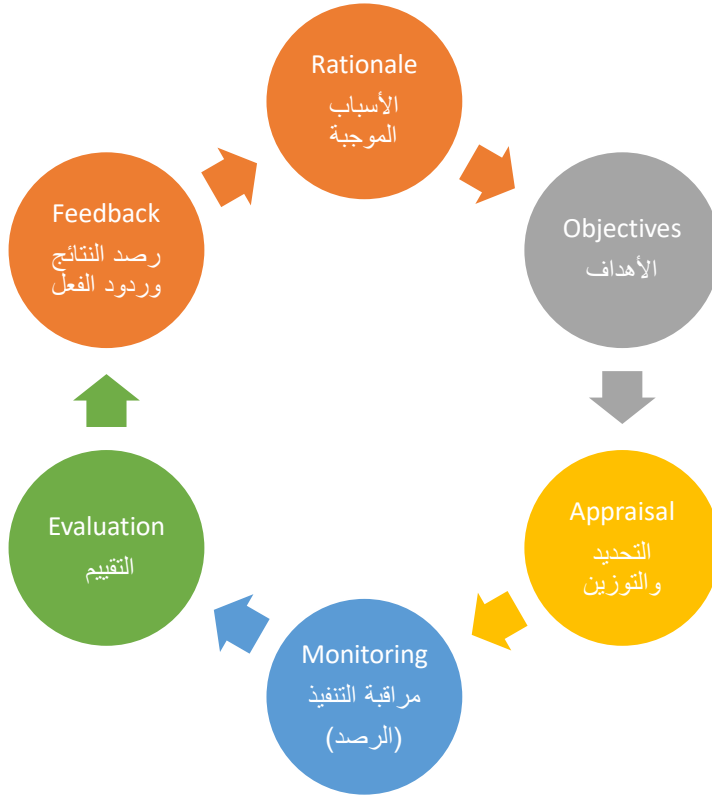 Rationale
الأسباب
الموجبة
Objectives
الأهداف
Appraisal
التحديد
والتوزين
Monitoring
مراقبة التنفيذ
(الرصد)
Evaluation
التقييم
Feedback
رصد النتائج
وردود الفعل